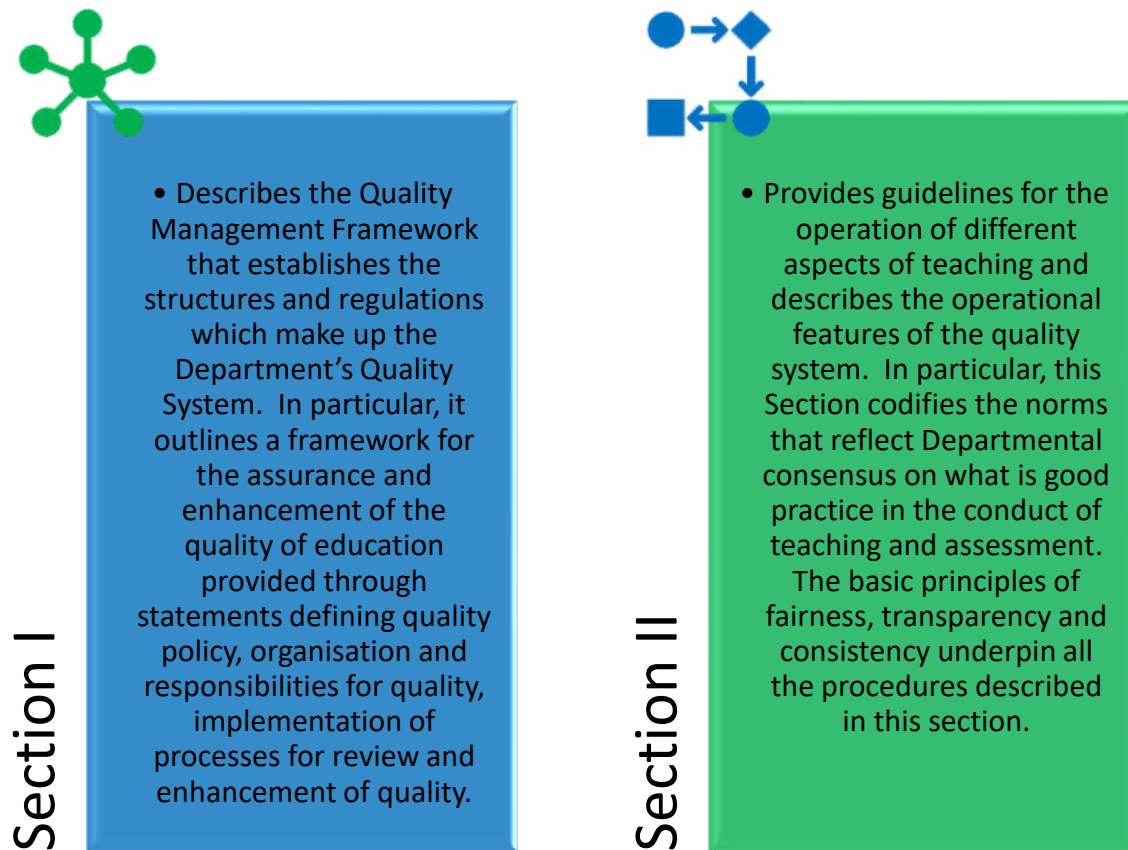 Section I
• Describes the Quality
Management Framework
that establishes the
structures and regulations
which make up the
Department’s Quality
System.  In particular, it
outlines a framework for
the assurance and
enhancement of the
quality of education
provided through
statements defining quality
policy, organisation and
responsibilities for quality,
implementation of
processes for review and
enhancement of quality.
Section II
• Provides guidelines for the
operation of different
aspects of teaching and
describes the operational
features of the quality
system.  In particular, this
Section codifies the norms
that reflect Departmental
consensus on what is good
practice in the conduct of
teaching and assessment.
The basic principles of
fairness, transparency and
consistency underpin all
the procedures described
in this section.